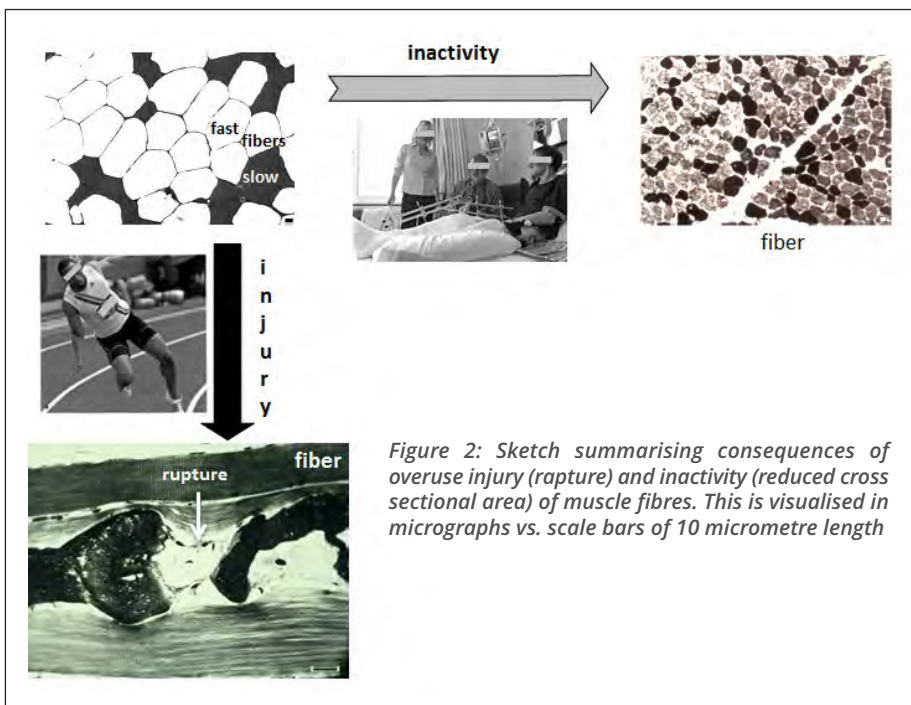 inactivity
fast
fibers
slow
fiber
i
n
j
u
r
y
fiber
rupture
Figure 2: Sketch summarising consequences of
overuse injury (rapture) and inactivity (reduced cross
sectional area) of muscle fibres. This is visualised in
micrographs vs. scale bars of 10 micrometre length